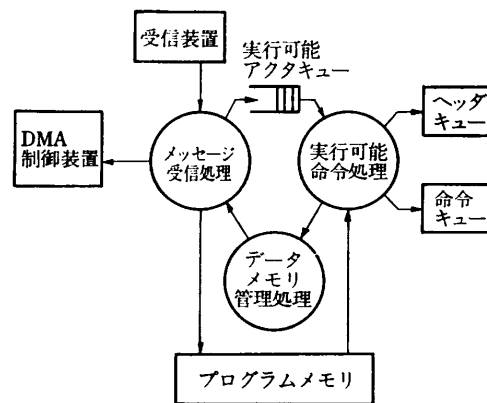 受信装置
実行可能
アクタキュー
ヘッダ
キュー
DMA
制御装置
メッセージ
受信処理
実行可能
命令処理
命令
キュー
データ
メモリ
管理処理
プログラムメモリ